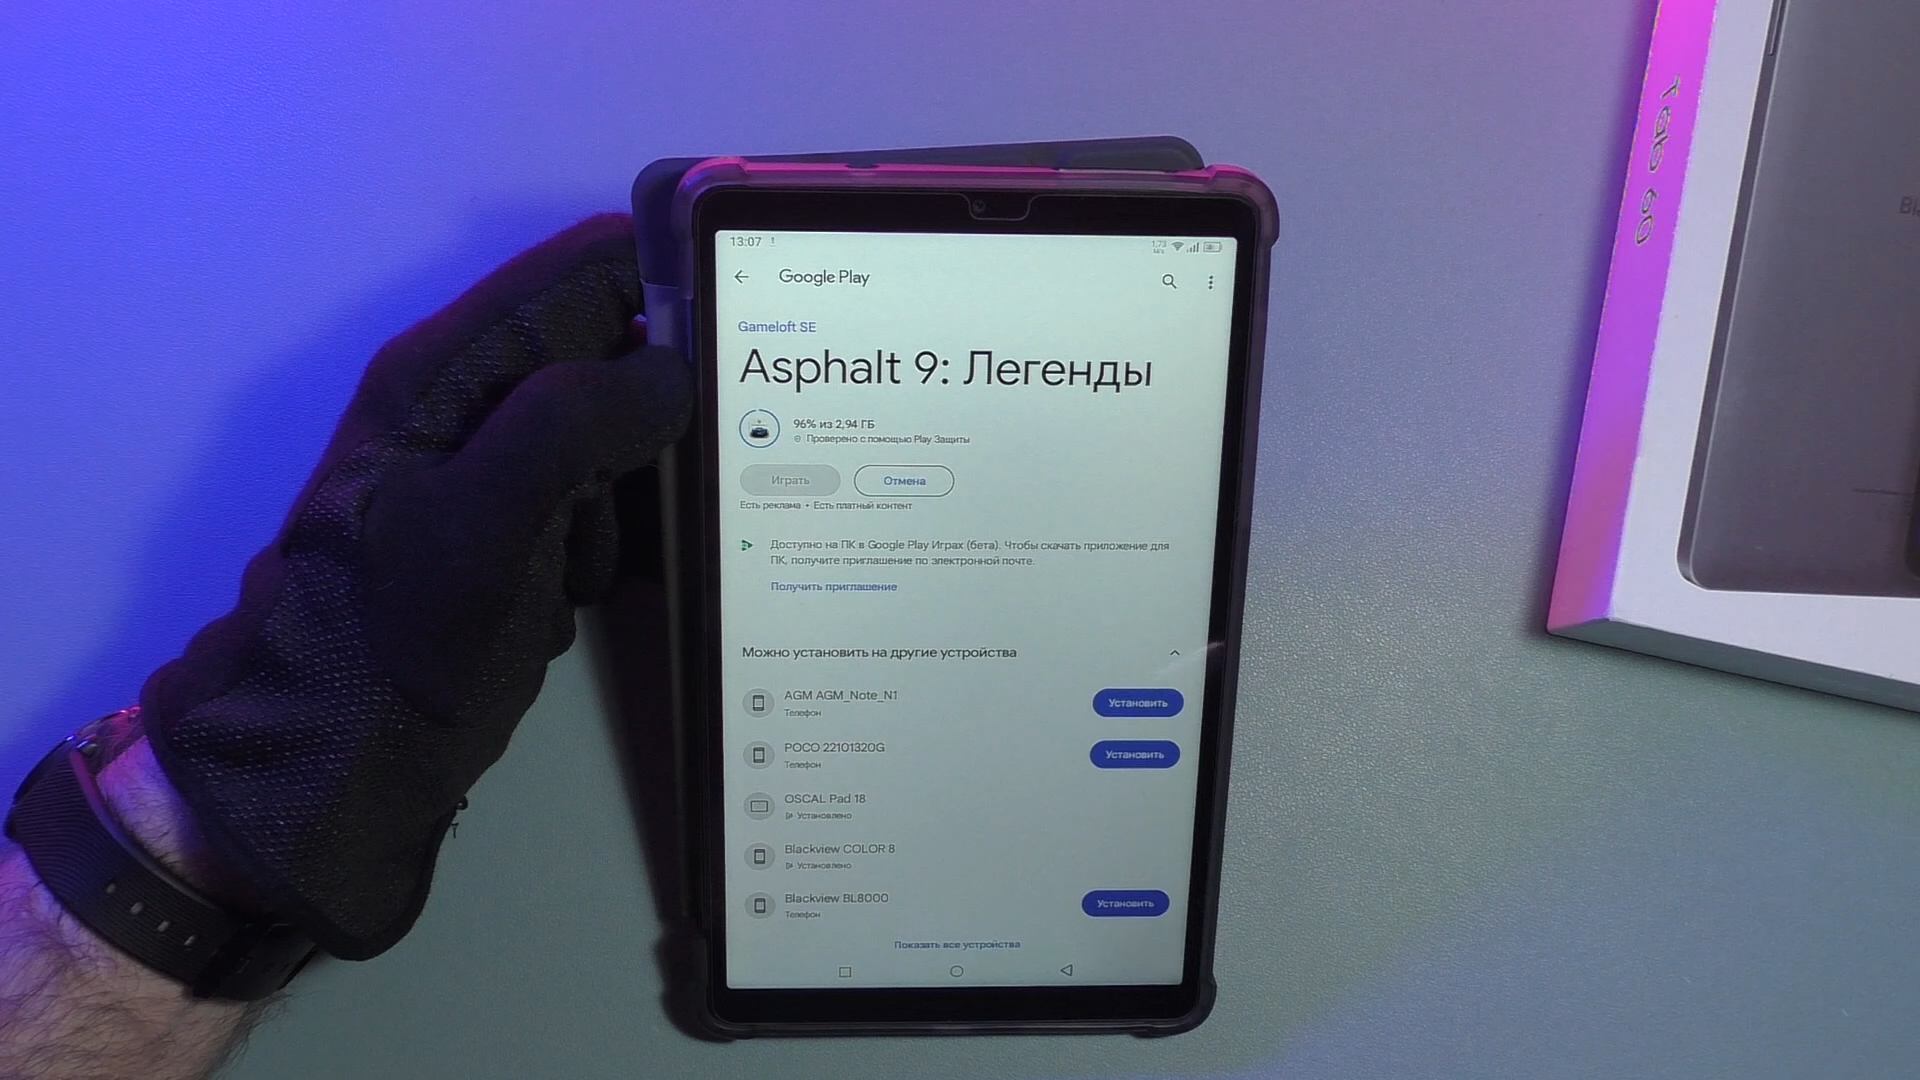 13:07 !
Google Play
Gameloft SE
Asphalt 9: Легенды
96% из 2,94 ГБ
Проверено с помощью Play Защиты
Играть
Отмена
Есть реклама • Есть платный контент
Доступно на ПК в Google Play Играх (бета). Чтобы скачать приложение для
ПК, получите приглашение по электронной почте.
Получить приглашение
Можно установить на другие устройства
AGM AGM_Note_N1
Телефон
Установить
POCO 22101320G
Телефон
Установить
OSCAL Pad 18
Установлено
Blackview COLOR 8
Установлено
Blackview BL8000
Телефон
Установить
Показать все устройства
Tab 60